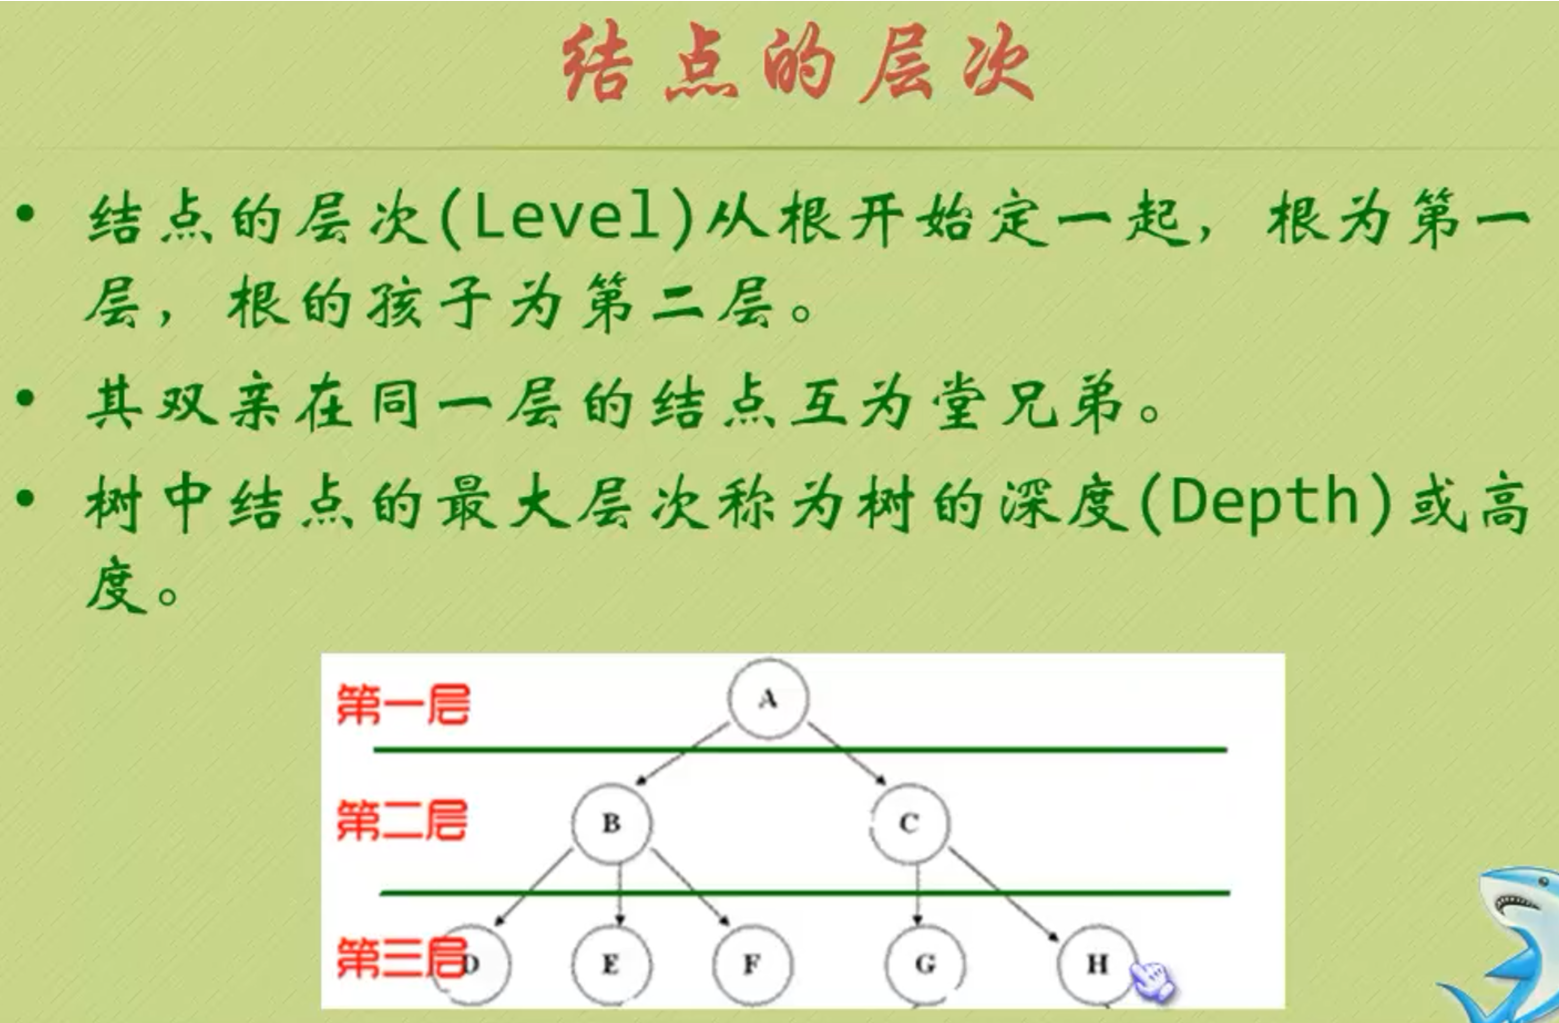 结点的层次
• 结点的层次(Level)从根开始定一起，根为第一
层，根的孩子为第二层。
• 其双亲在同一层的结点互为堂兄弟。
• 树中结点的最大层次称为树的深度(Depth)或高
度。
第一层 A
第二层 B C
第三层 D E F G H